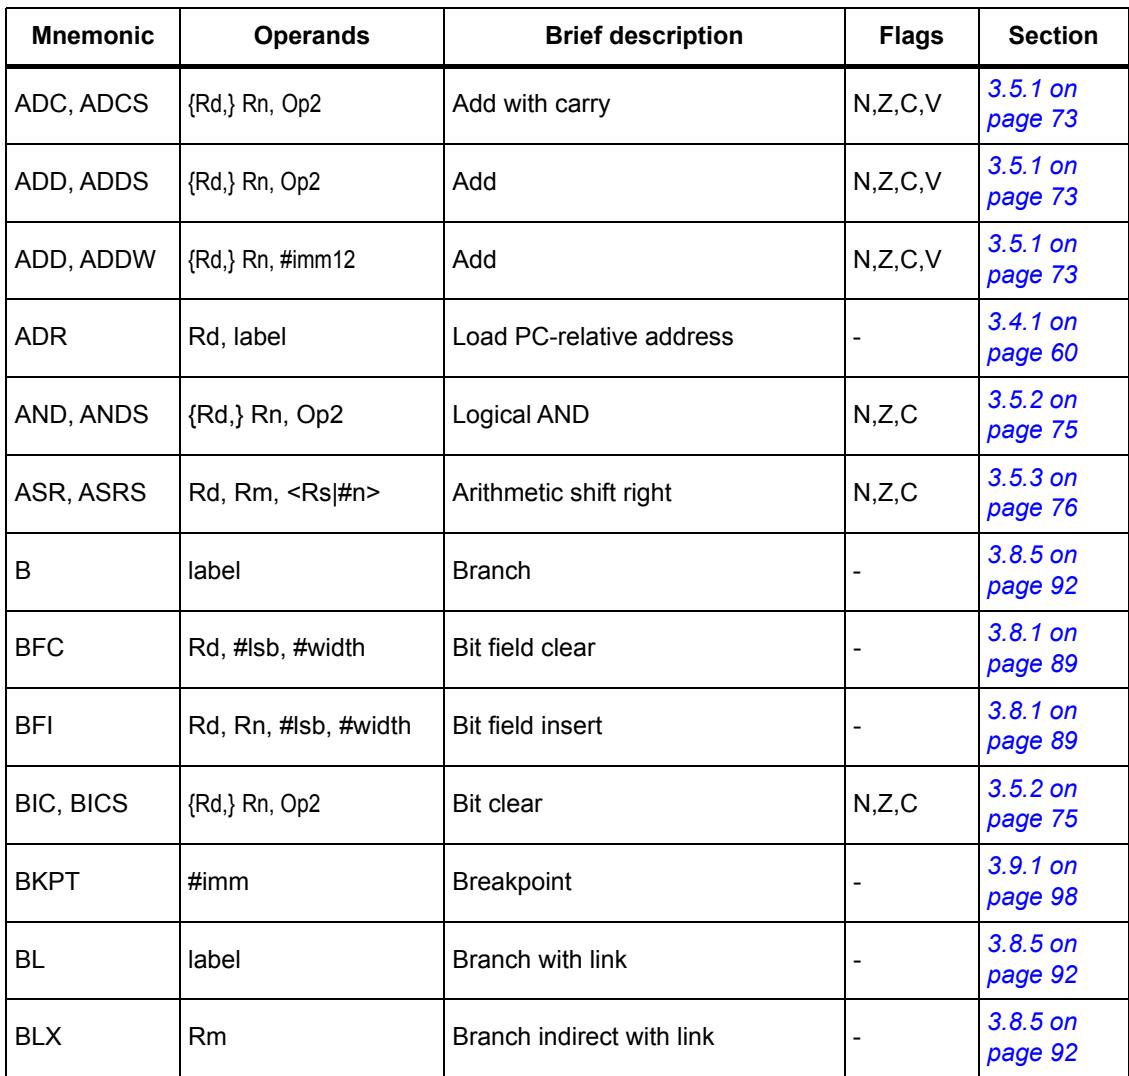 Mnemonic Operands Brief description Flags Section
ADC, ADCS {Rd,} Rn, Op2 Add with carry N,Z,C,V 3.5.1 on
page 73
ADD, ADDS {Rd,} Rn, Op2 Add N,Z,C,V 3.5.1 on
page 73
ADD, ADDW {Rd,} Rn, #imm12 Add N,Z,C,V 3.5.1 on
page 73
ADR Rd, label Load PC-relative address - 3.4.1 on
page 60
AND, ANDS {Rd,} Rn, Op2 Logical AND N,Z,C 3.5.2 on
page 75
ASR, ASRS Rd, Rm, <Rs|#n> Arithmetic shift right N,Z,C 3.5.3 on
page 76
B label Branch - 3.8.5 on
page 92
BFC Rd, #lsb, #width Bit field clear - 3.8.1 on
page 89
BFI Rd, Rn, #lsb, #width Bit field insert - 3.8.1 on
page 89
BIC, BICS {Rd,} Rn, Op2 Bit clear N,Z,C 3.5.2 on
page 75
BKPT #imm Breakpoint - 3.9.1 on
page 98
BL label Branch with link - 3.8.5 on
page 92
BLX Rm Branch indirect with link - 3.8.5 on
page 92